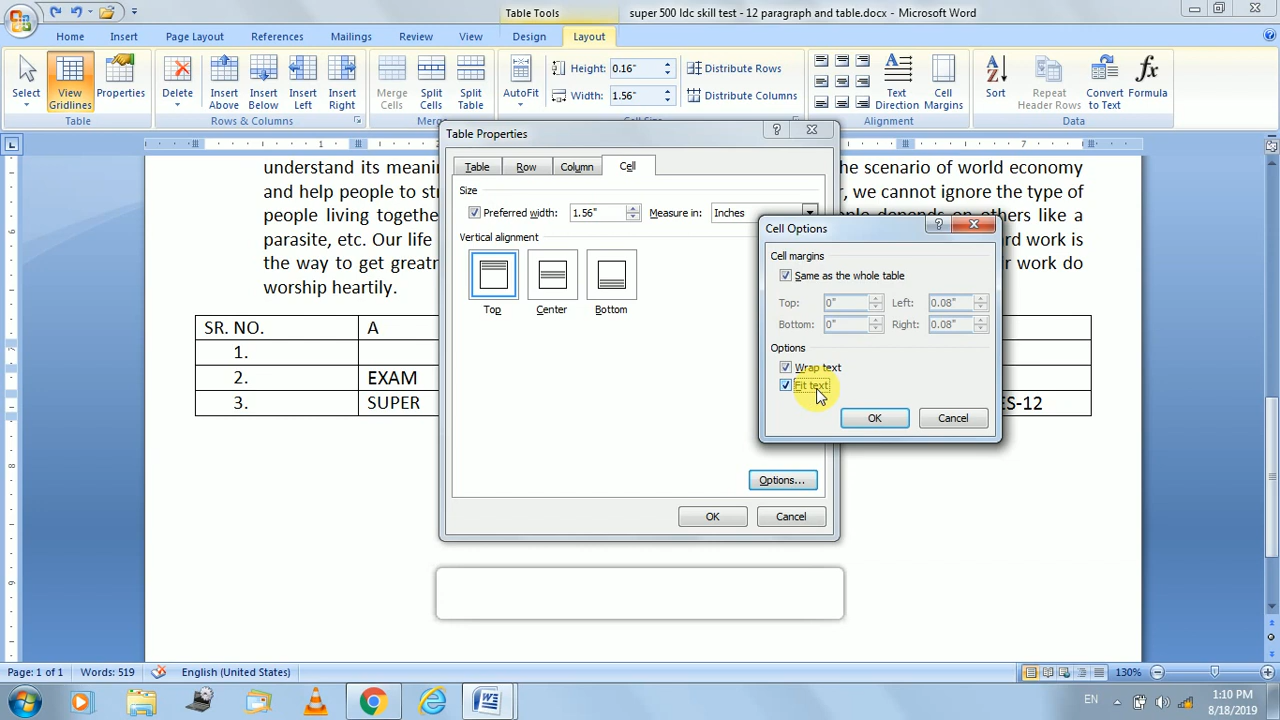 Table Tools
super 500 ldc skill test - 12 paragraph and table.docx - Microsoft Word
Home Insert Page Layout References Mailings Review View Design Layout
Select View Gridlines Properties
Delete Insert Above Insert Below Insert Left Insert Right
Merge Cells Split Cells Split Table
AutoFit
Height: 0.16"
Width: 1.56"
Distribute Rows
Distribute Columns
Text Direction Cell Margins
Sort Repeat Header Rows Convert to Text Formula
Table Rows & Columns Merge Alignment Data
Table Properties
Table Row Column Cell
Size
Preferred width: 1.56" Measure in: Inches
Vertical alignment
Top Center Bottom
Options...
OK Cancel
Cell Options
Cell margins
Same as the whole table
Top: 0" Left: 0.08"
Bottom: 0" Right: 0.08"
Options
Wrap text
Fit text
OK Cancel
understand its the scenario of world economy
and help people to we cannot ignore the type of
people living others like a
parasite, etc. Our life work is
the way to get work do
worship heartily.
SR. NO. A
1.
2. EXAM
3. SUPER
Page: 1 of 1 Words: 519 English (United States) 130%
EN 1:10 PM
8/18/2019